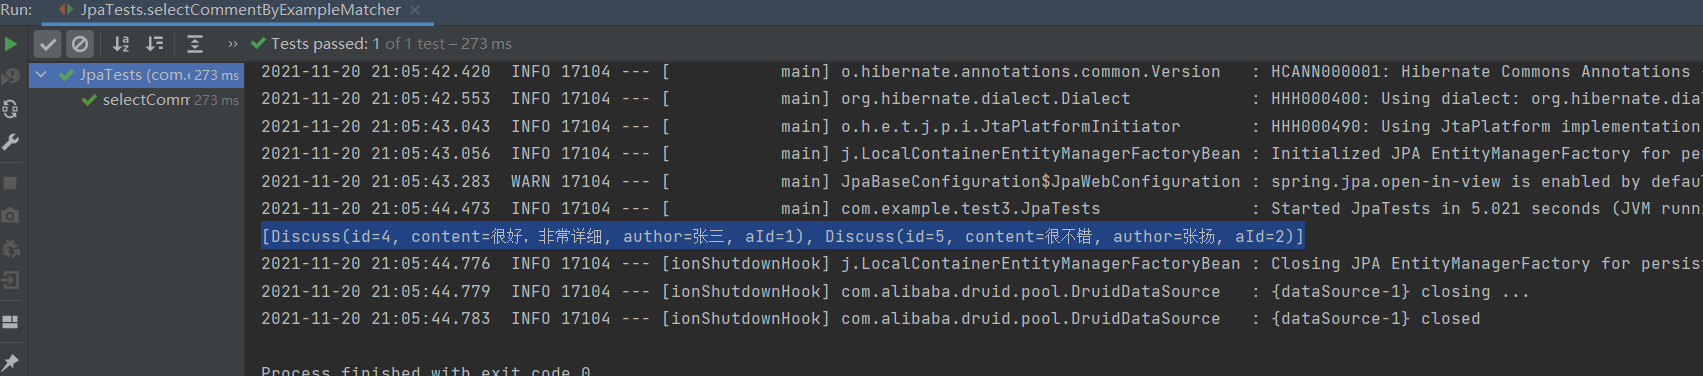 Run: JpaTests.selectCommentByExampleMatcher
Tests passed: 1 of 1 test – 273 ms
JpaTests (com. 273 ms
selectComm 273 ms
2021-11-20 21:05:42.420  INFO 17104 --- [           main] o.hibernate.annotations.common.Version   : HCANN000001: Hibernate Commons Annotations
2021-11-20 21:05:42.553  INFO 17104 --- [           main] org.hibernate.dialect.Dialect            : HHH000400: Using dialect: org.hibernate.dial
2021-11-20 21:05:43.043  INFO 17104 --- [           main] o.h.e.t.j.p.i.JtaPlatformInitiator       : HHH000490: Using JtaPlatform implementation
2021-11-20 21:05:43.056  INFO 17104 --- [           main] j.LocalContainerEntityManagerFactoryBean : Initialized JPA EntityManagerFactory for per
2021-11-20 21:05:43.283  WARN 17104 --- [           main] JpaBaseConfiguration$JpaWebConfiguration : spring.jpa.open-in-view is enabled by defau
2021-11-20 21:05:44.473  INFO 17104 --- [           main] com.example.test3.JpaTests               : Started JpaTests in 5.021 seconds (JVM runn
[Discuss(id=4, content=很好，非常详细, author=张三, aId=1), Discuss(id=5, content=很不错, author=张扬, aId=2)]
2021-11-20 21:05:44.776  INFO 17104 --- [ionShutdownHook] j.LocalContainerEntityManagerFactoryBean : Closing JPA EntityManagerFactory for persis
2021-11-20 21:05:44.779  INFO 17104 --- [ionShutdownHook] com.alibaba.druid.pool.DruidDataSource   : {dataSource-1} closing ...
2021-11-20 21:05:44.783  INFO 17104 --- [ionShutdownHook] com.alibaba.druid.pool.DruidDataSource   : {dataSource-1} closed
Process finished with exit code 0